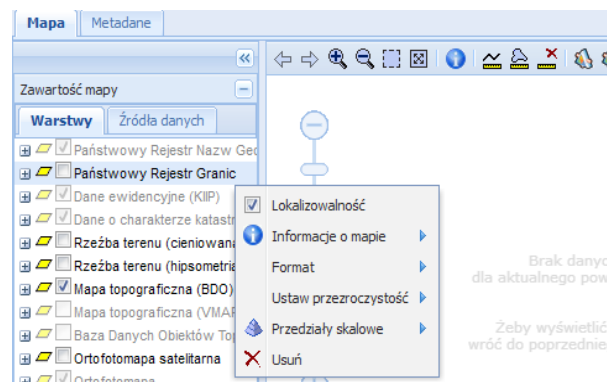 Mapa Metadane
Zawartość mapy
Warstwy Źródła danych
Państwowy Rejestr Nazw Geo
Państwowy Rejestr Granic
Dane ewidencyjne (KIIP)
Dane o charakterze katastr
Rzeźba terenu (cieniowana
Rzeźba terenu (hipsometria
Mapa topograficzna (BDO)
Mapa topograficzna (VMAP
Baza Danych Obiektów Top
Ortofotomapa satelitarna
Ortofotomapa
Lokalizowalność
Informacje o mapie
Format
Ustaw przezroczystość
Przedziały skalowe
Usuń
Brak danyc
dla aktualnego pow
Żeby wyświetlić
wróć do poprzednie